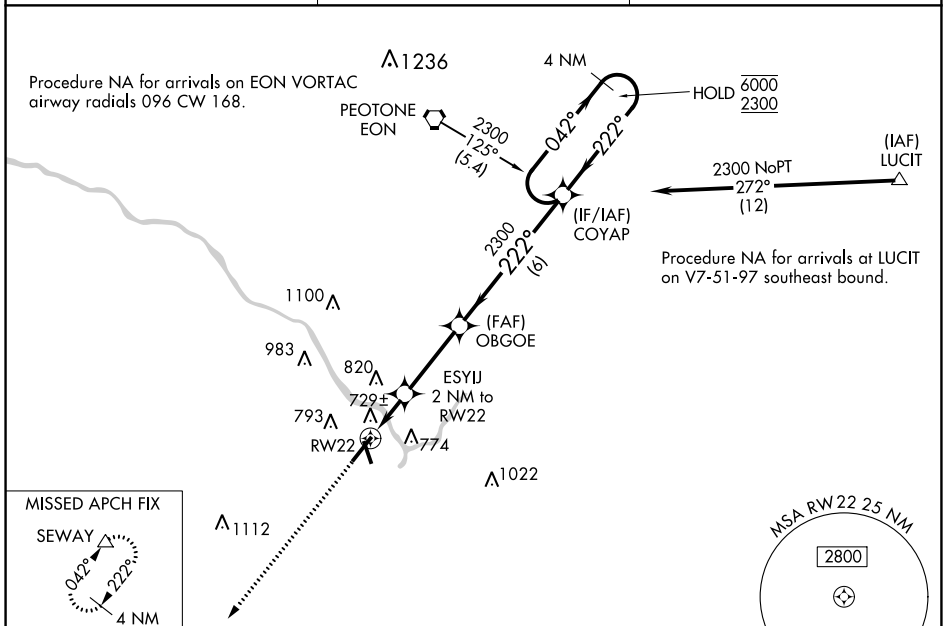 1236
Procedure NA for arrivals on EON VORTAC
airway radials 096 CW 168.
4 NM
HOLD 6000
2300
PEOTONE
EON
2300
125°
(5.4)
042°
222°
(IAF)
LUCIT
2300 NoPT
272°
(12)
(IF/IAF)
COYAP
2300
222°
(6)
Procedure NA for arrivals at LUCIT
on V7-51-97 southeast bound.
1100
(FAF)
OBGOE
983
820
ESYIJ
2 NM to
RW22
729±
793
RW22
774
1022
1112
MISSED APCH FIX
SEWAY
042°
222°
4 NM
MSA RW22 25 NM
2800